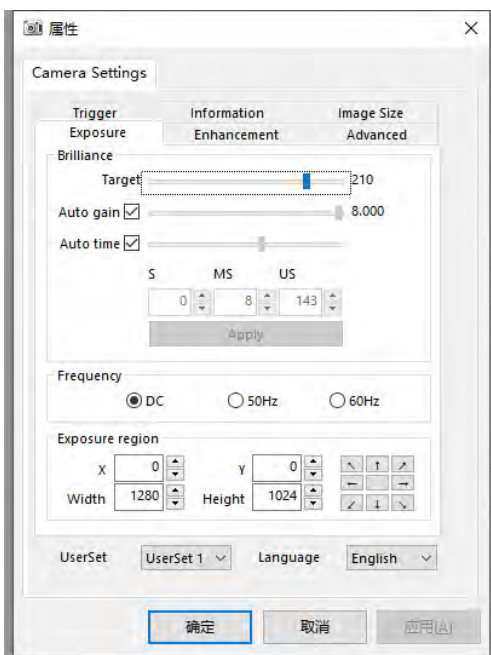 属性
Camera Settings
Trigger Information Image Size
Exposure Enhancement Advanced
Brilliance
Target 210
Auto gain 8.000
Auto time
S MS US
0 8 143
Apply
Frequency
DC 50Hz 60Hz
Exposure region
X 0 Y 0
Width 1280 Height 1024
UserSet UserSet 1 Language English
确定 取消 应用(A)